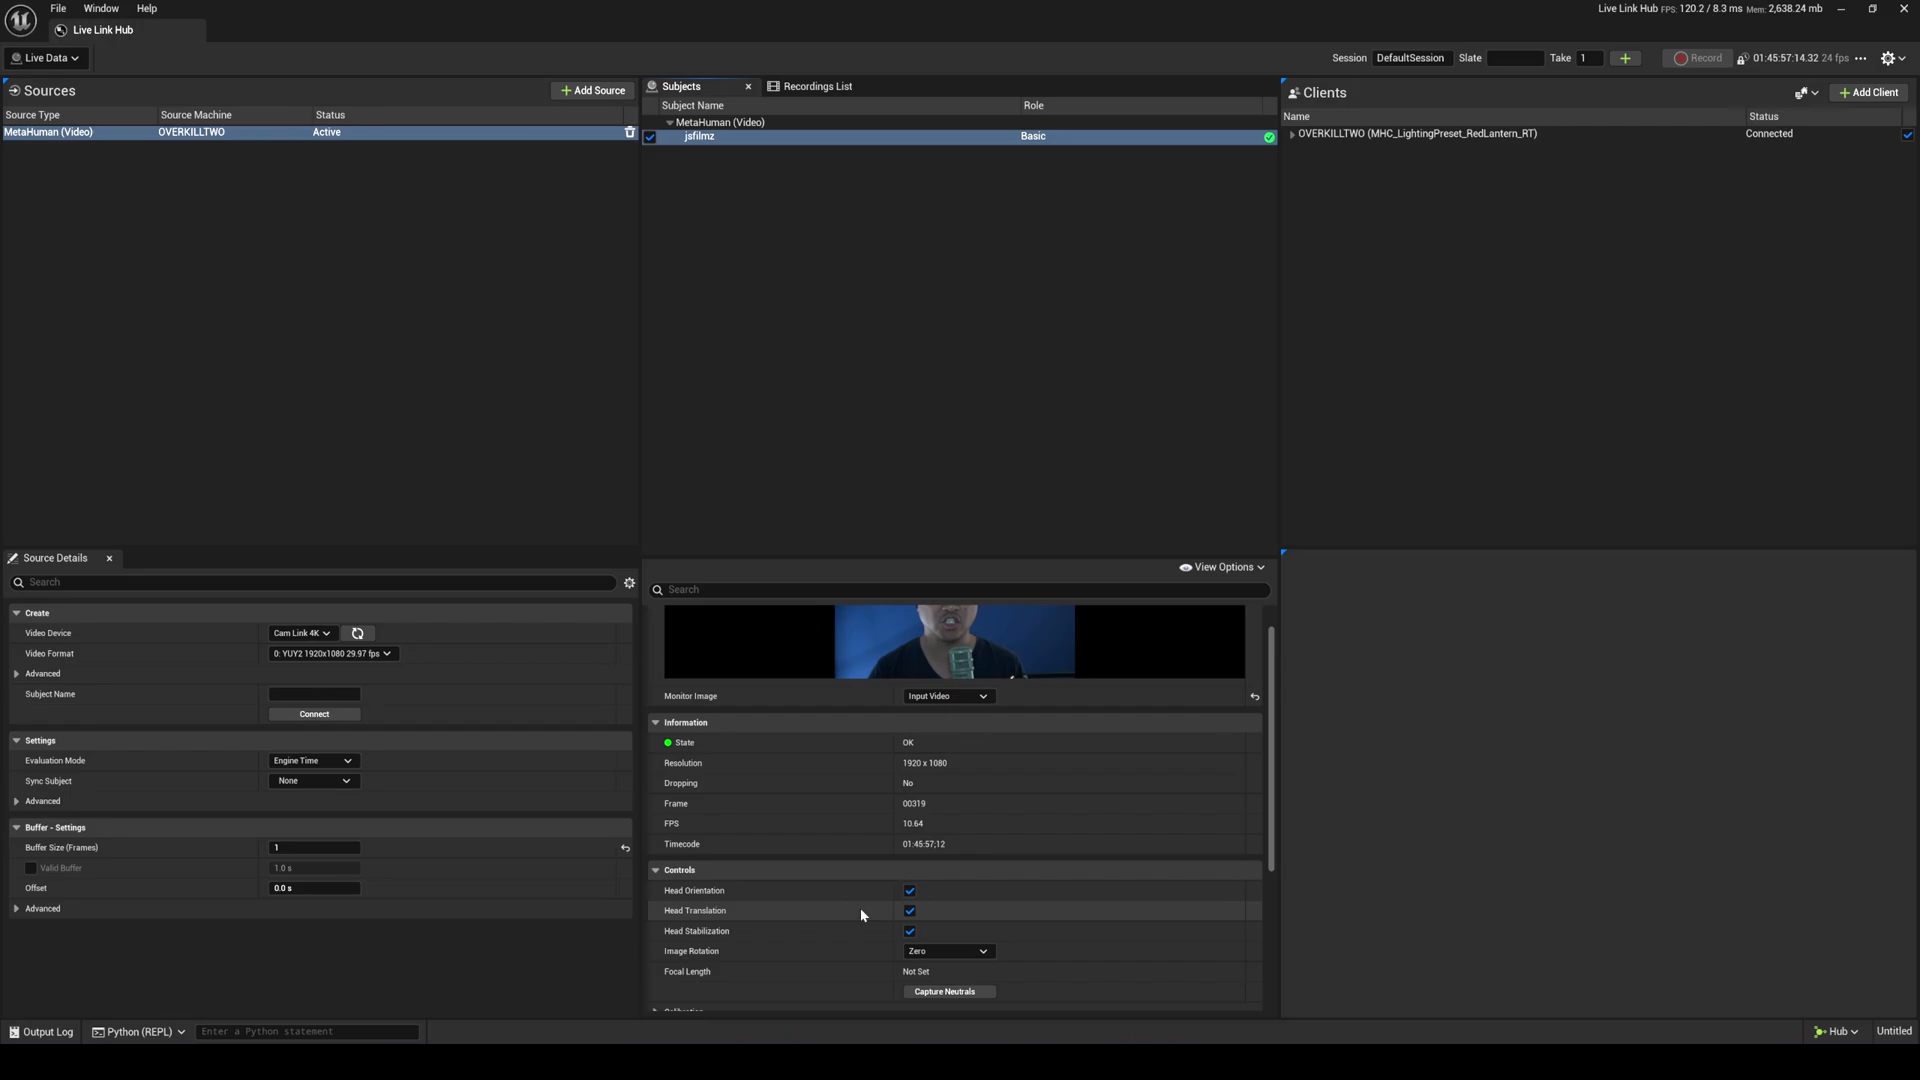 File Window Help
Live Link Hub FPS: 120.2 / 8.3 ms Mem: 2,638.24 mb
Live Link Hub
Live Data
Session DefaultSession Slate Take 1 Record 01:45:57:14.32 24 fps
Sources
Add Source
Source Type Source Machine Status
MetaHuman (Video) OVERKILLTWO Active
Subjects Recordings List
Subject Name Role
MetaHuman (Video)
jsfilmz Basic
Clients
Add Client
Name Status
OVERKILLTWO (MHC_LightingPreset_RedLantern_RT) Connected
Source Details
Search
Create
Video Device Cam Link 4K
Video Format 0: YUY2 1920x1080 29.97 fps
Advanced
Subject Name
Connect
Settings
Evaluation Mode Engine Time
Sync Subject None
Advanced
Buffer - Settings
Buffer Size (Frames) 1
Valid Buffer 1.0 s
Offset 0.0 s
Advanced
View Options
Search
Monitor Image Input Video
Information
State OK
Resolution 1920 x 1080
Dropping No
Frame 00319
FPS 10.64
Timecode 01:45:57;12
Controls
Head Orientation
Head Translation
Head Stabilization
Image Rotation Zero
Focal Length Not Set
Capture Neutrals
Output Log Python (REPL) Enter a Python statement
Hub Untitled